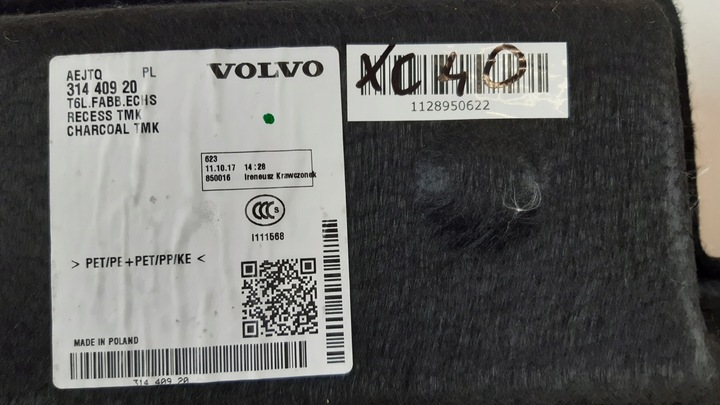 AEJTQ PL
314 409 20
T6L.FABB.ECHS
RECESS TMK
CHARCOAL TMK
VOLVO
623
11.10.17 14:28
850016 Ireneusz Krawczonek
CCC S
I111568
> PET/PE+PET/PP/KE <
MADE IN POLAND
314 409 20
XC40
1128950622